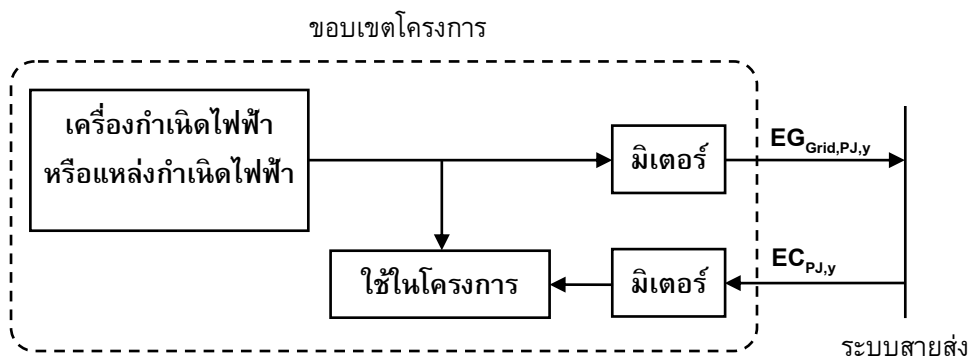 ขอบเขตโครงการ
เครื่องกำเนิดไฟฟ้า
หรือแหล่งกำเนิดไฟฟ้า
มิเตอร์
EG_Grid,PJ,y
ใช้ในโครงการ
มิเตอร์
EC_PJ,y
ระบบสายส่ง